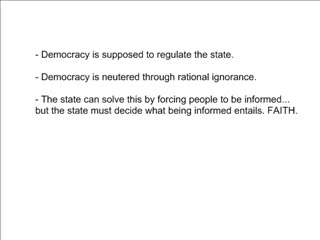 - Democracy is supposed to regulate the state.
- Democracy is neutered through rational ignorance.
- The state can solve this by forcing people to be informed...
but the state must decide what being informed entails. FAITH.